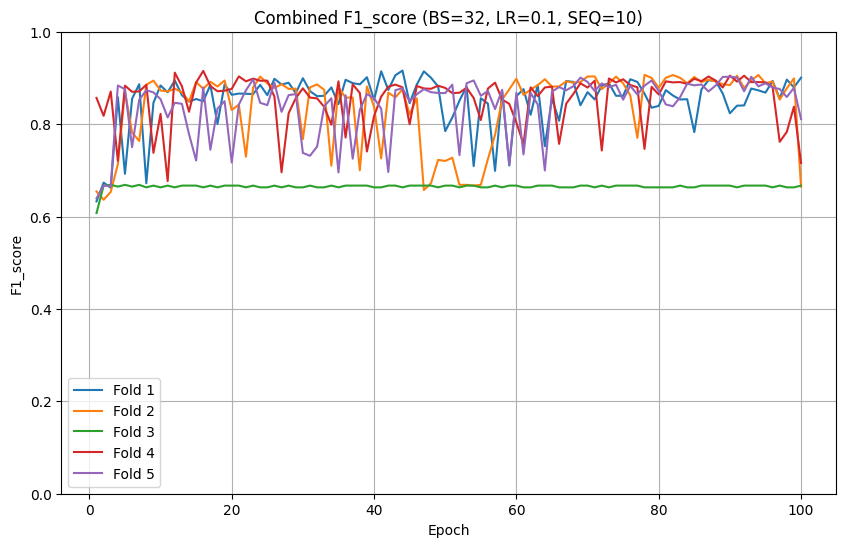 Combined F1_score (BS=32, LR=0.1, SEQ=10)
F1_score
1.0
0.8
0.6
0.4
0.2
0.0
Fold 1
Fold 2
Fold 3
Fold 4
Fold 5
0 20 40 60 80 100
Epoch